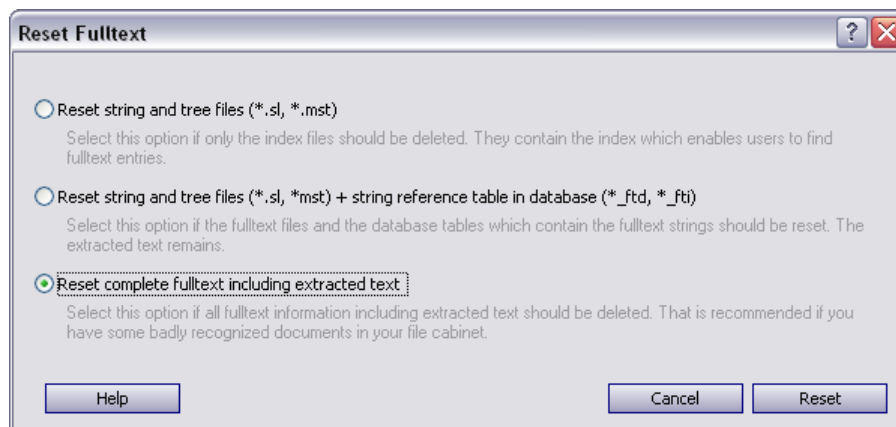 Reset Fulltext
Reset string and tree files (*.sl, *.mst)
Select this option if only the index files should be deleted. They contain the index which enables users to find
fulltext entries.
Reset string and tree files (*.sl, *mst) + string reference table in database (*_ftd, *_fti)
Select this option if the fulltext files and the database tables which contain the fulltext strings should be reset. The
extracted text remains.
Reset complete fulltext including extracted text
Select this option if all fulltext information including extracted text should be deleted. That is recommended if you
have some badly recognized documents in your file cabinet.
Help Cancel Reset